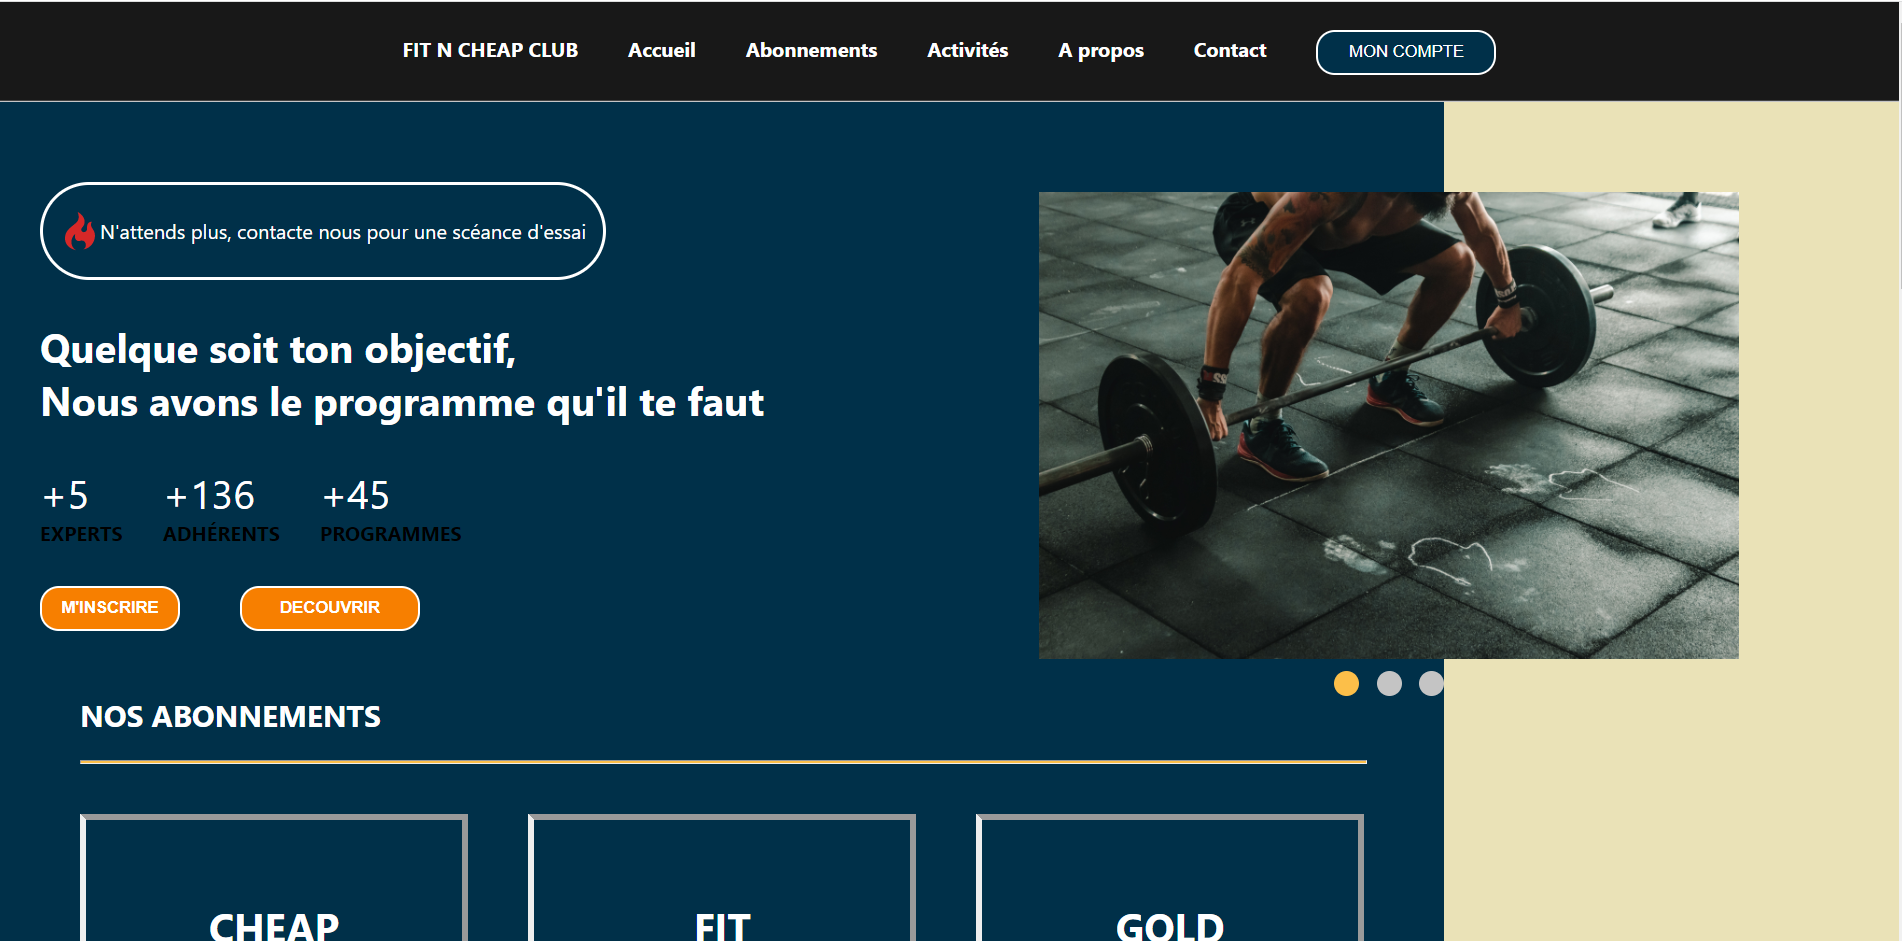 FIT N CHEAP CLUB Accueil Abonnements Activités A propos Contact MON COMPTE
N'attends plus, contacte nous pour une scéance d'essai
Quelque soit ton objectif,
Nous avons le programme qu'il te faut
+5 +136 +45
EXPERTS ADHÉRENTS PROGRAMMES
M'INSCRIRE DECOUVRIR
NOS ABONNEMENTS
CHEAP FIT GOLD